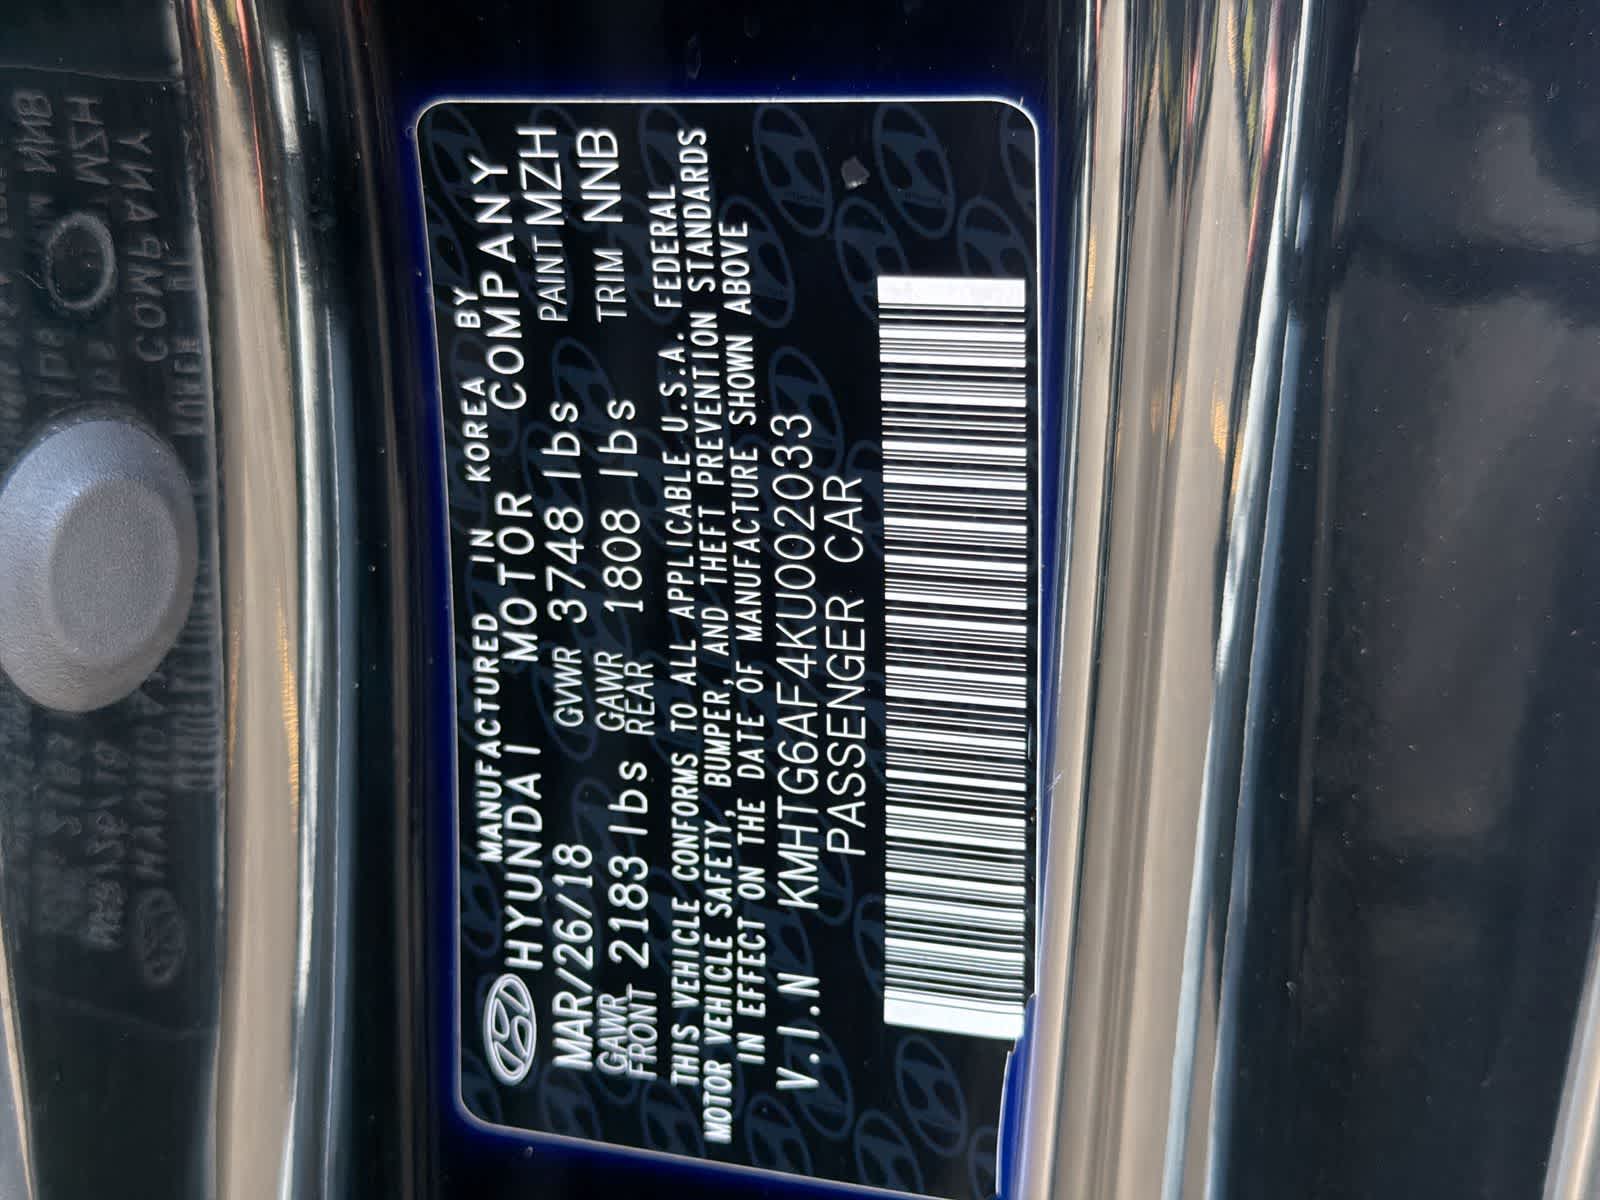 MANUFACTURED IN KOREA BY
HYUNDAI MOTOR COMPANY
MAR/26/18 GVWR 3748 lbs PAINT MZH
GAWR FRONT 2183 lbs GAWR REAR 1808 lbs TRIM NNB
THIS VEHICLE CONFORMS TO ALL APPLICABLE U.S.A. FEDERAL
MOTOR VEHICLE SAFETY, BUMPER, AND THEFT PREVENTION STANDARDS
IN EFFECT ON THE DATE OF MANUFACTURE SHOWN ABOVE
V.I.N KMHTG6AF4KU002033
PASSENGER CAR